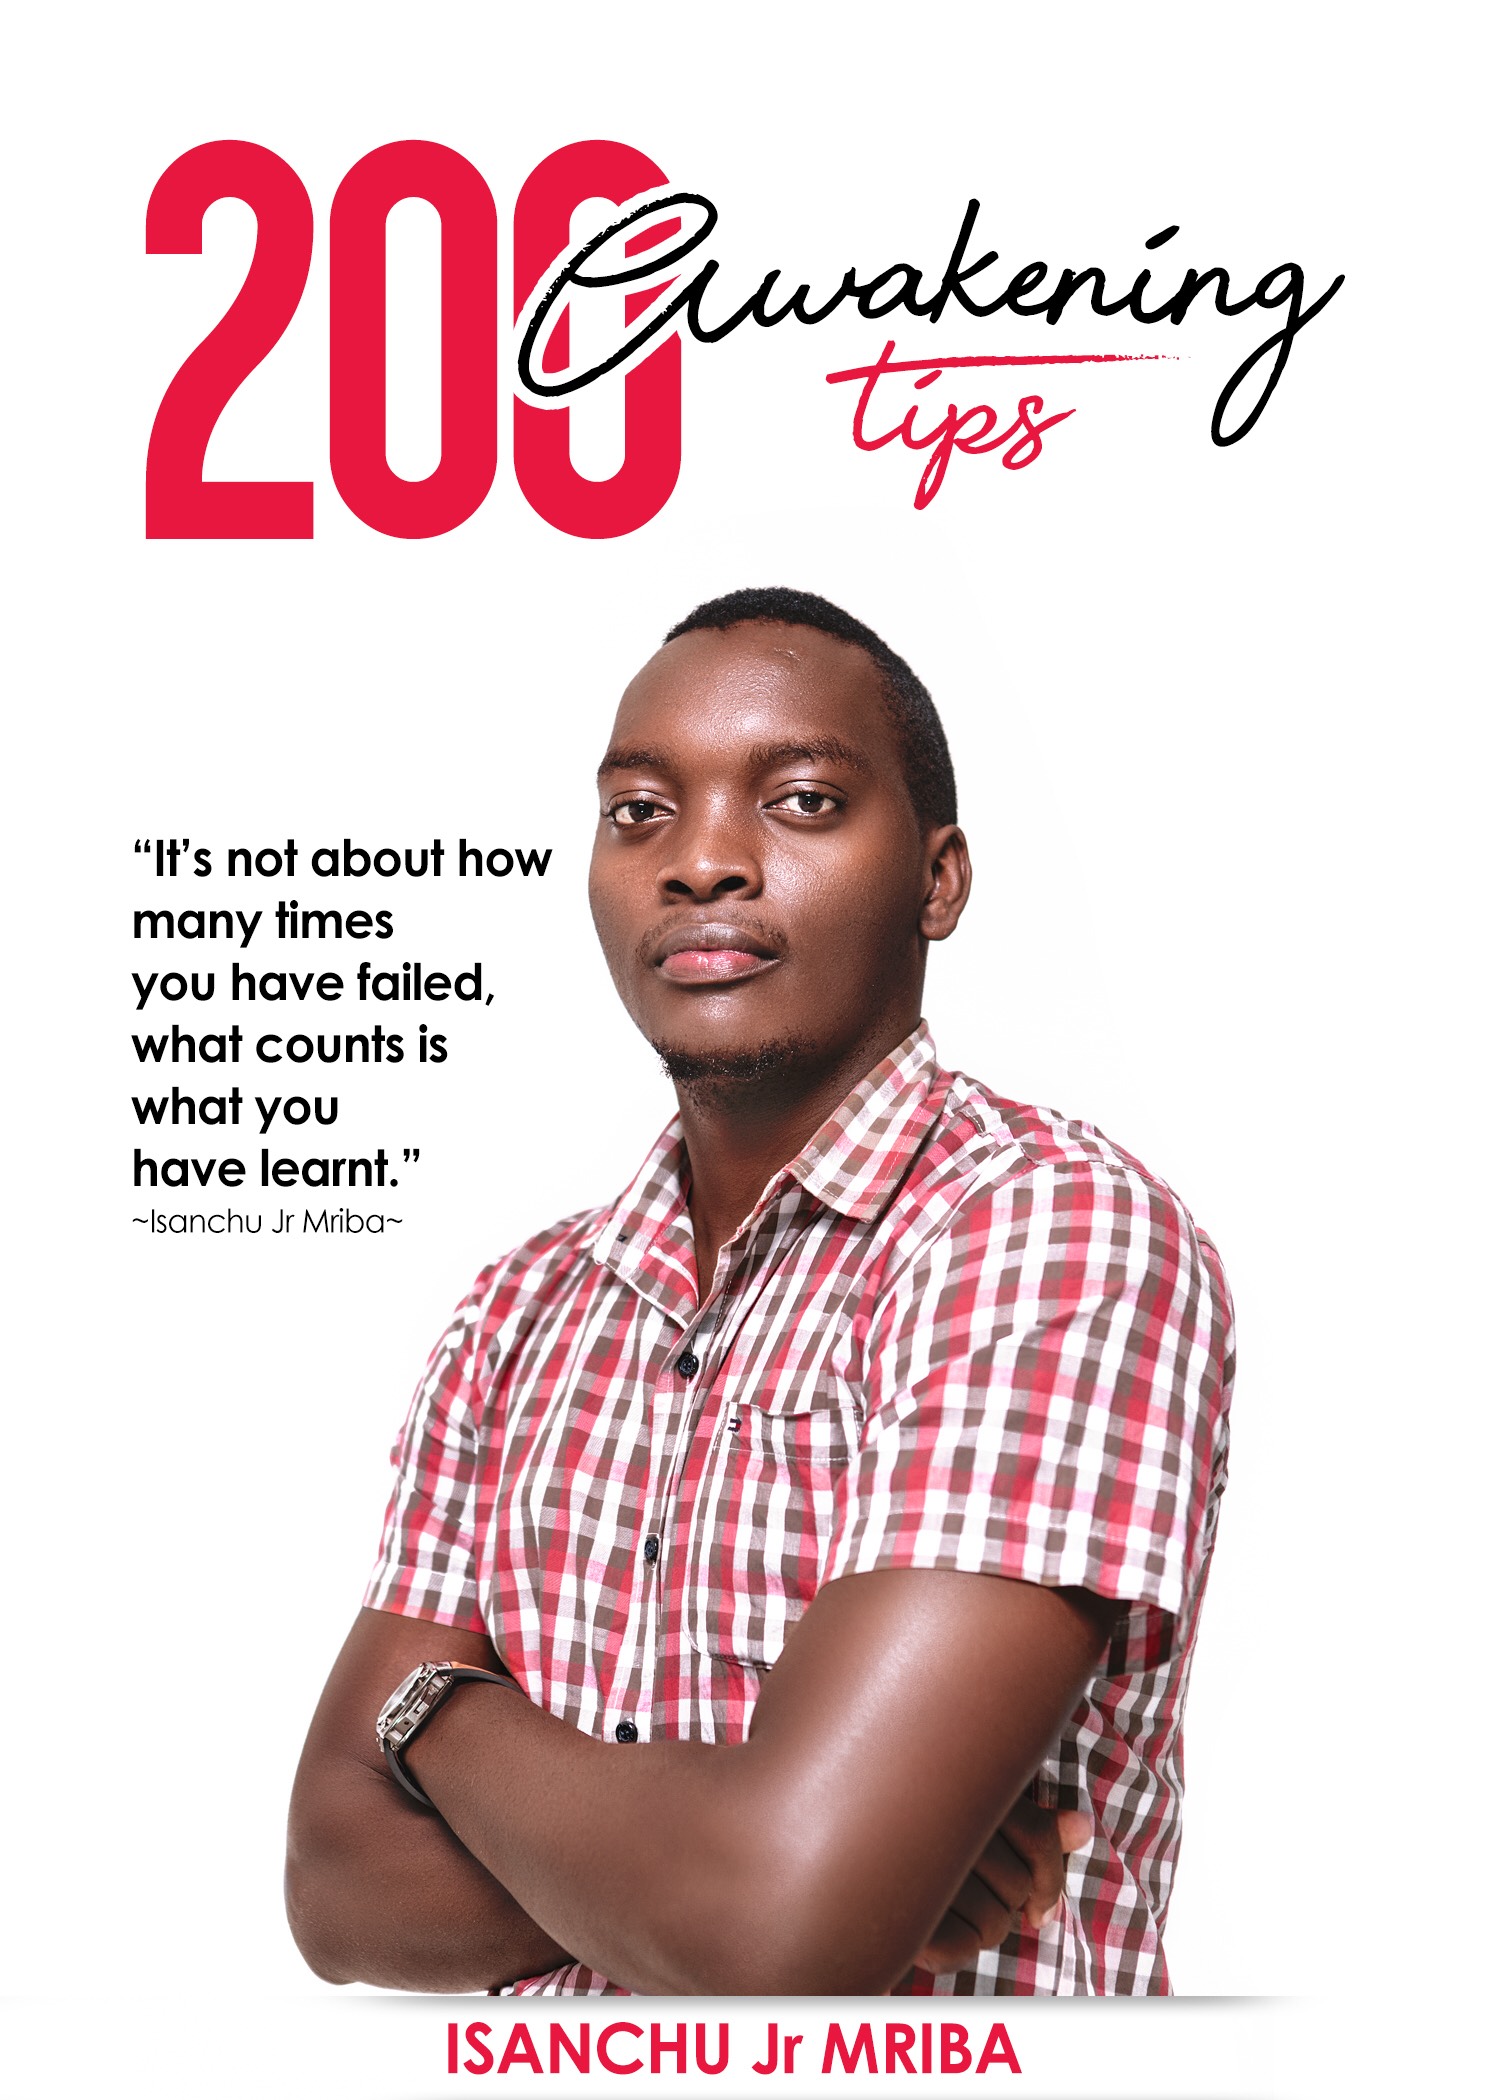 200 Awakening
tips
“It’s not about how
many times
you have failed,
what counts is
what you
have learnt.”
~Isanchu Jr Mriba~
ISANCHU Jr MRIBA